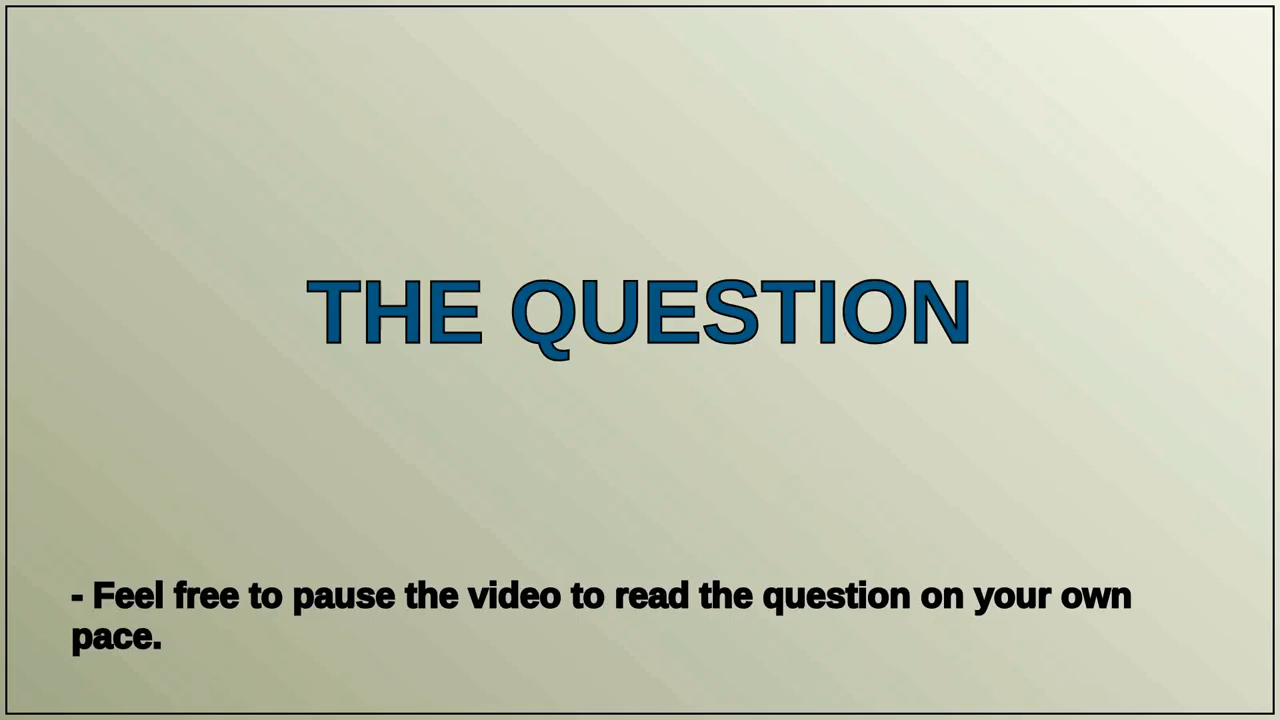 THE QUESTION
- Feel free to pause the video to read the question on your own
pace.